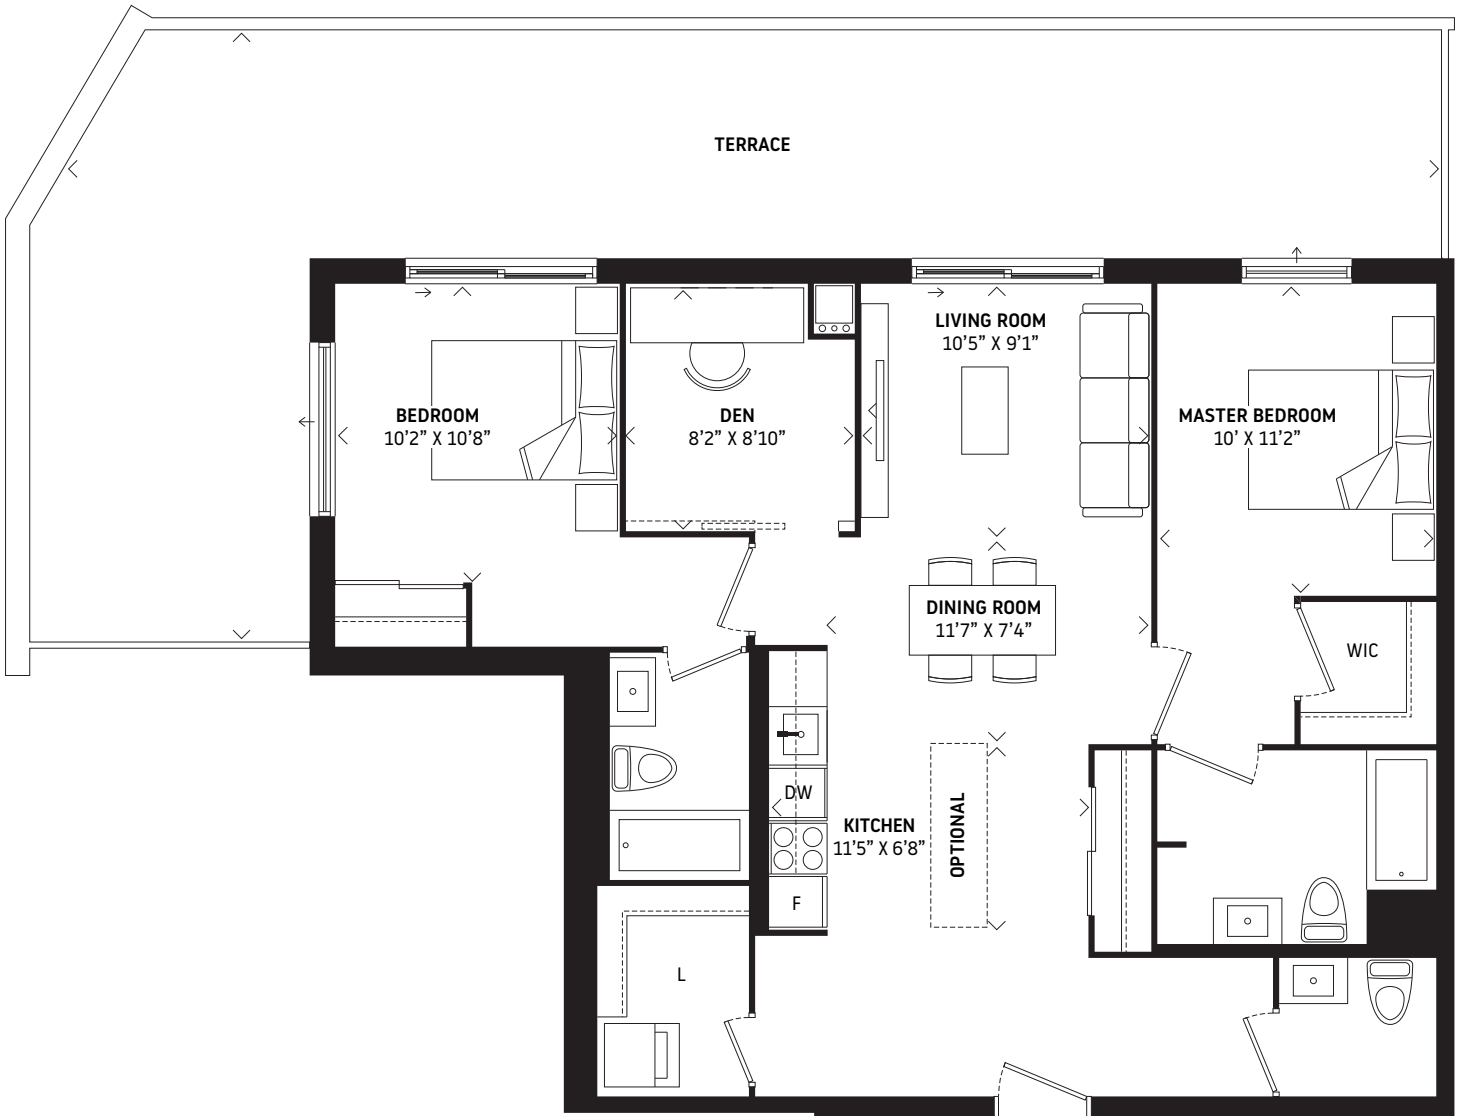 TERRACE
LIVING ROOM
10'5" X 9'1"
BEDROOM
10'2" X 10'8"
DEN
8'2" X 8'10"
MASTER BEDROOM
10' X 11'2"
DINING ROOM
11'7" X 7'4"
WIC
DW
KITCHEN
11'5" X 6'8"
OPTIONAL
F
L